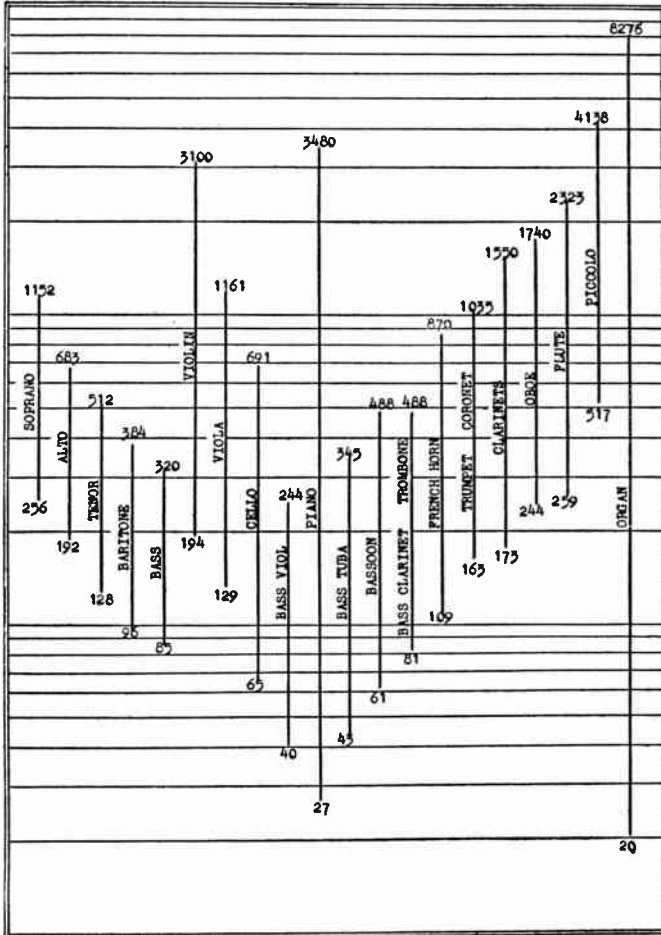 1152
SOPRANO
256
683
ALTO
192
512
TENOR
128
384
BARITONE
96
320
BASS
85
3100
VIOLIN
194
1161
VIOLA
129
691
CELLO
65
244
BASS VIOL
40
3480
PIANO
27
345
BASS TUBA
43
488
BASSOON
61
488
BASS CLARINET TROMBONE
81
870
FRENCH HORN
109
1035
TRUMPET CORONET
163
1550
CLARINETS
173
1740
OBOE
244
2323
FLUTE
259
4138
PICCOLO
517
8276
ORGAN
20